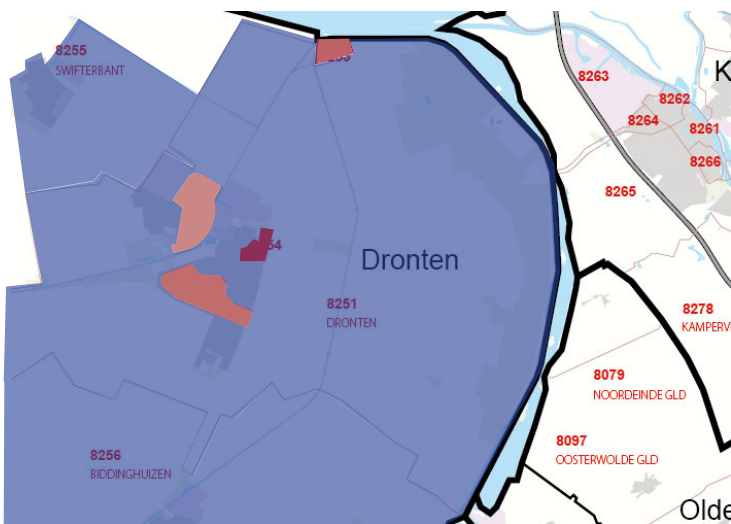 8255
SWIFTERBANT
8263
K
8262
8264
8261
8266
8265
Dronten
8251
DRONTEN
8278
KAMPERV
8079
NOORDEINDE GLD
8256
BIDDINGHUIZEN
8097
OOSTERWOLDE GLD
Olde